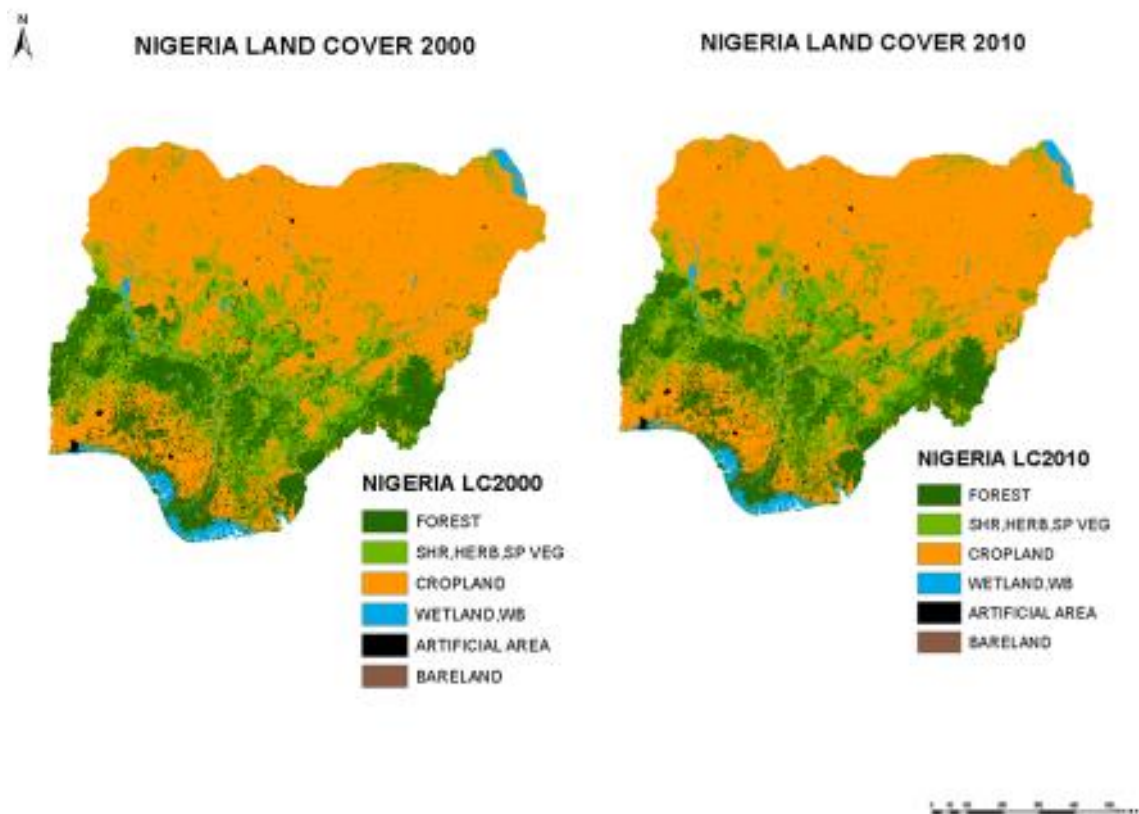 N
NIGERIA LAND COVER 2000
NIGERIA LAND COVER 2010
NIGERIA LC2000
FOREST
SHR,HERB,SP VEG
CROPLAND
WETLAND,WB
ARTIFICIAL AREA
BARELAND
NIGERIA LC2010
FOREST
SHR,HERB,SP VEG
CROPLAND
WETLAND,WB
ARTIFICIAL AREA
BARELAND